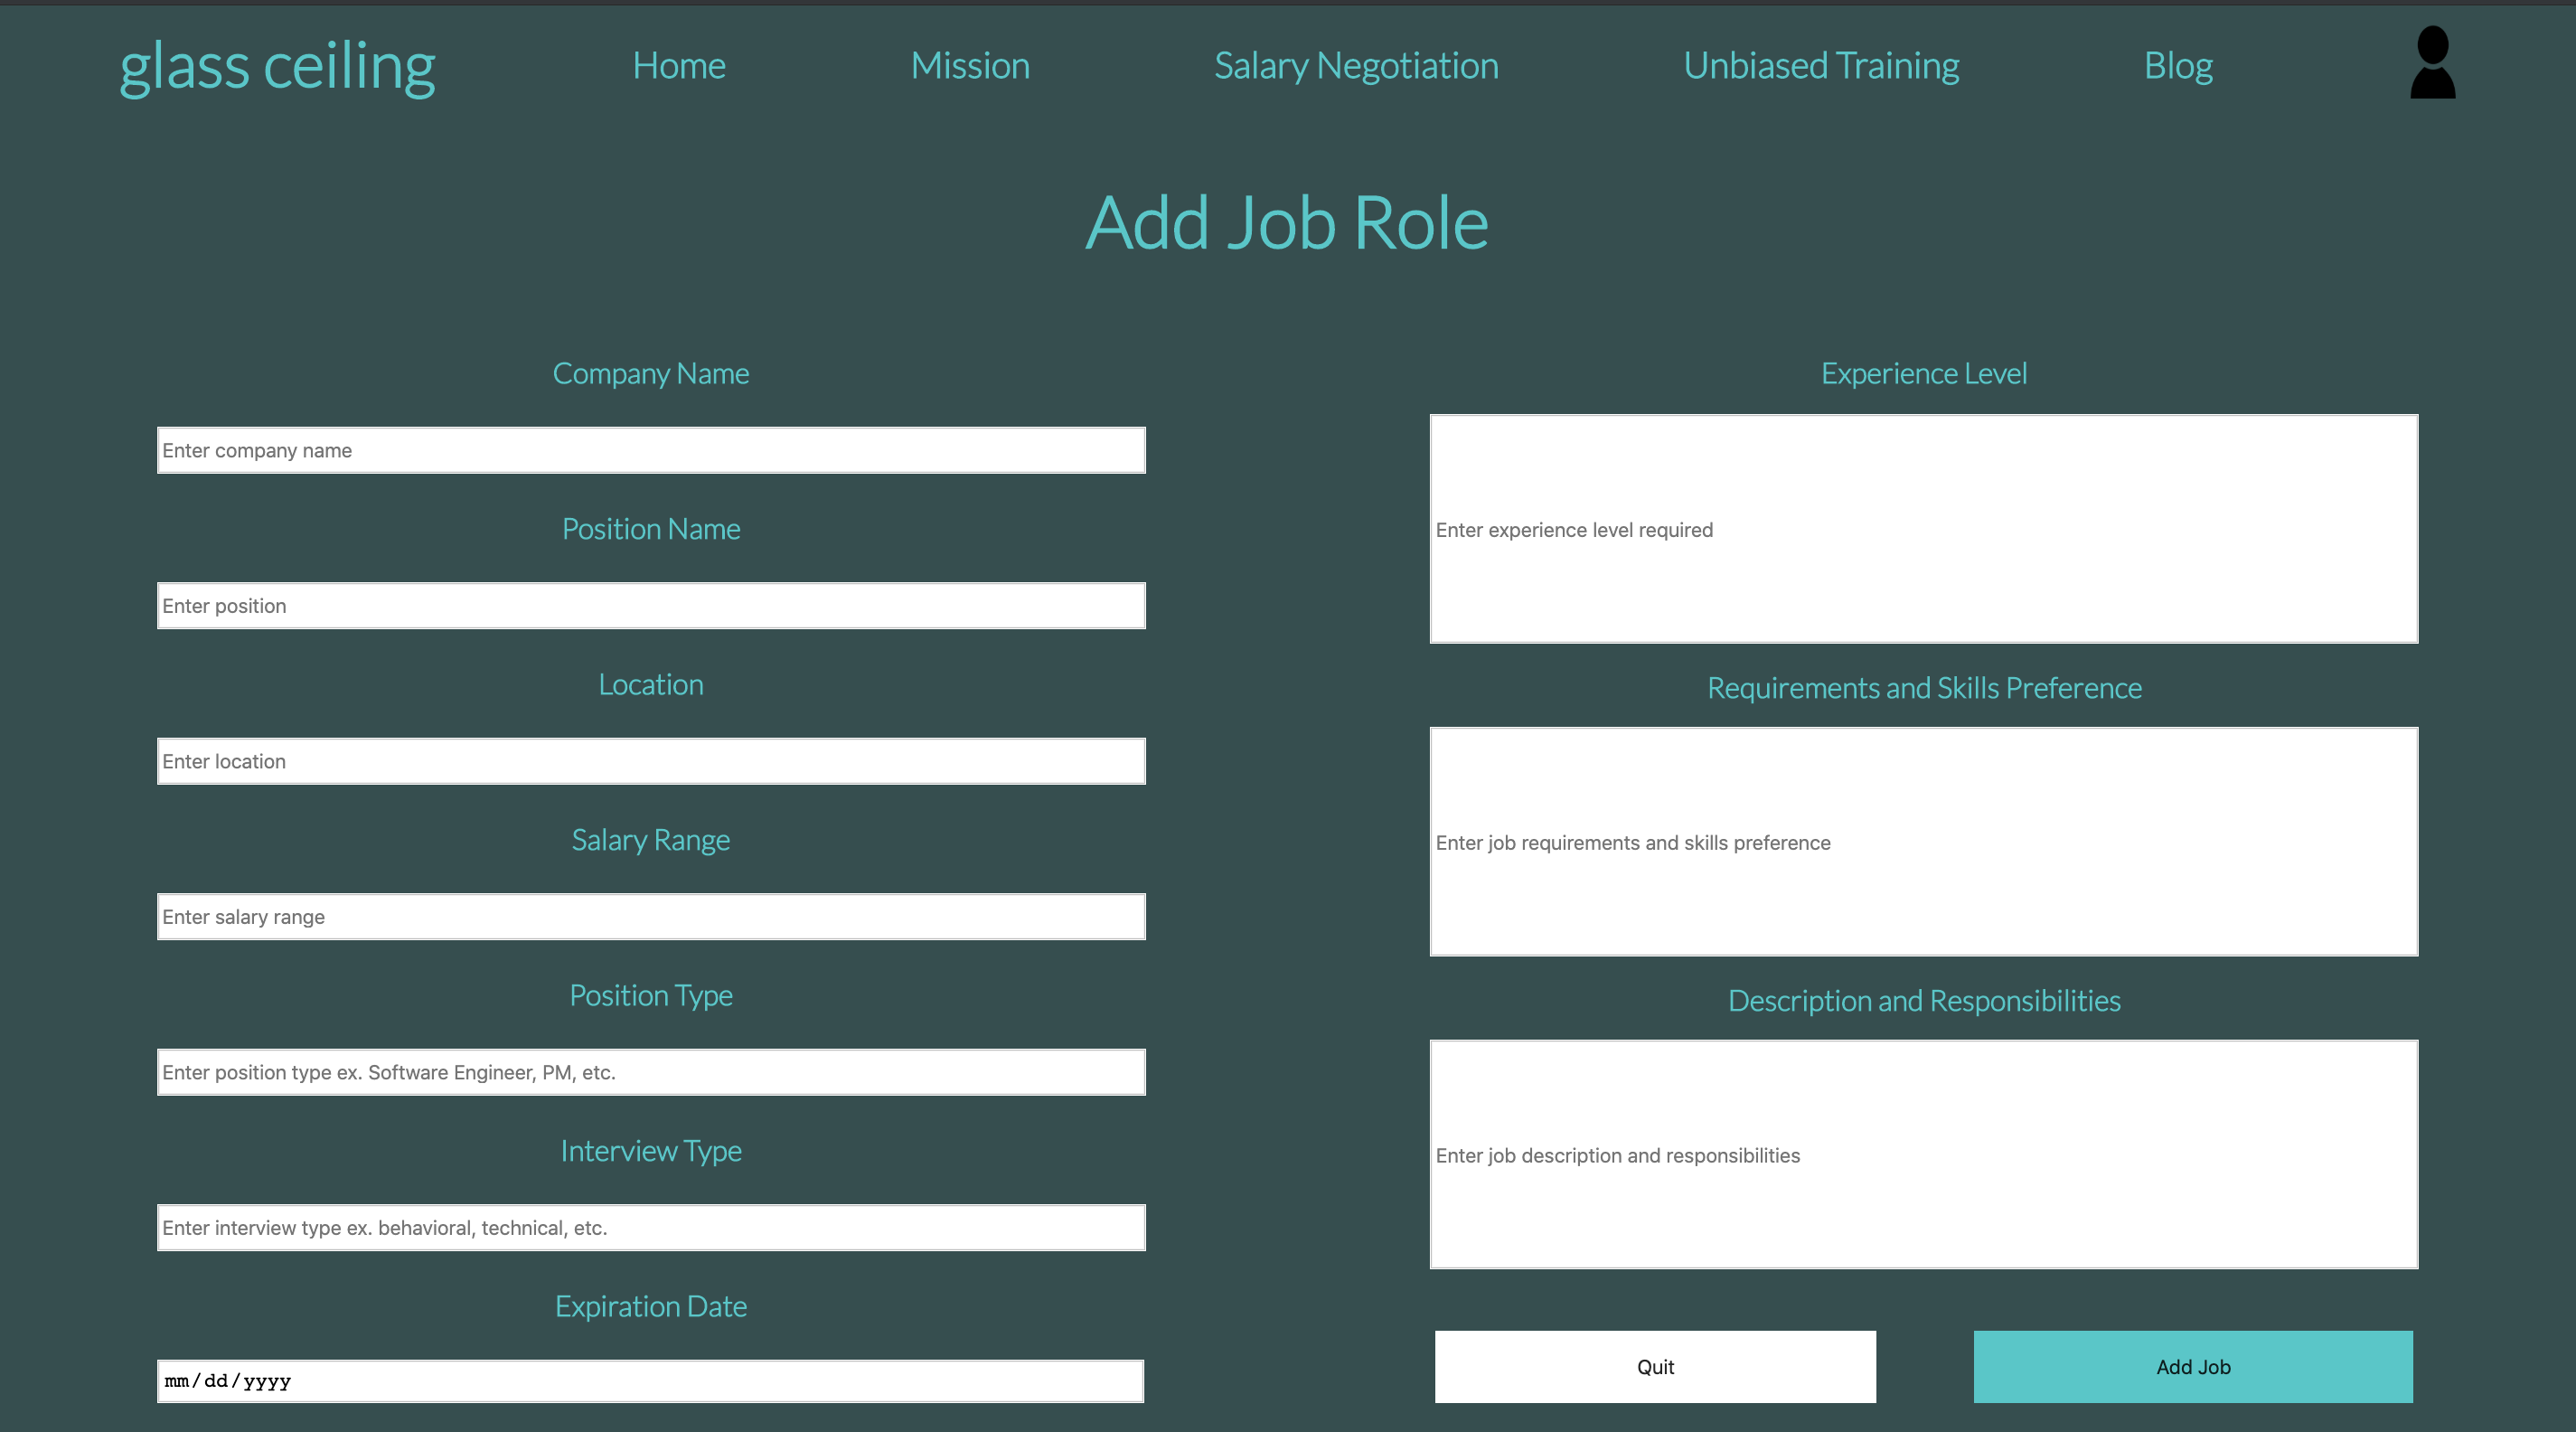 glass ceiling
Home
Mission
Salary Negotiation
Unbiased Training
Blog
Add Job Role
Company Name
Enter company name
Position Name
Enter position
Location
Enter location
Salary Range
Enter salary range
Position Type
Enter position type ex. Software Engineer, PM, etc.
Interview Type
Enter interview type ex. behavioral, technical, etc.
Expiration Date
mm/dd/yyyy
Experience Level
Enter experience level required
Requirements and Skills Preference
Enter job requirements and skills preference
Description and Responsibilities
Enter job description and responsibilities
Quit
Add Job